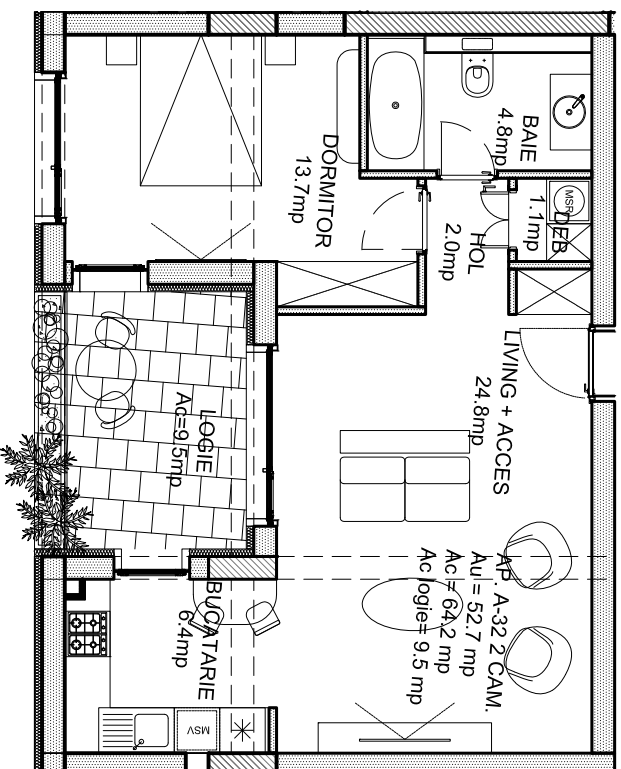 BAIE
4.8mp
DORMITOR
13.7mp
MSR
DEB
1.1mp
HOL
2.0mp
LIVING + ACCES
24.8mp
LOGIE
Ac=9.5mp
AP. A-32 2 CAM.
Au = 52.7 mp
Ac = 64.2 mp
Ac logie= 9.5 mp
BUCATARIE
6.4mp
MSV